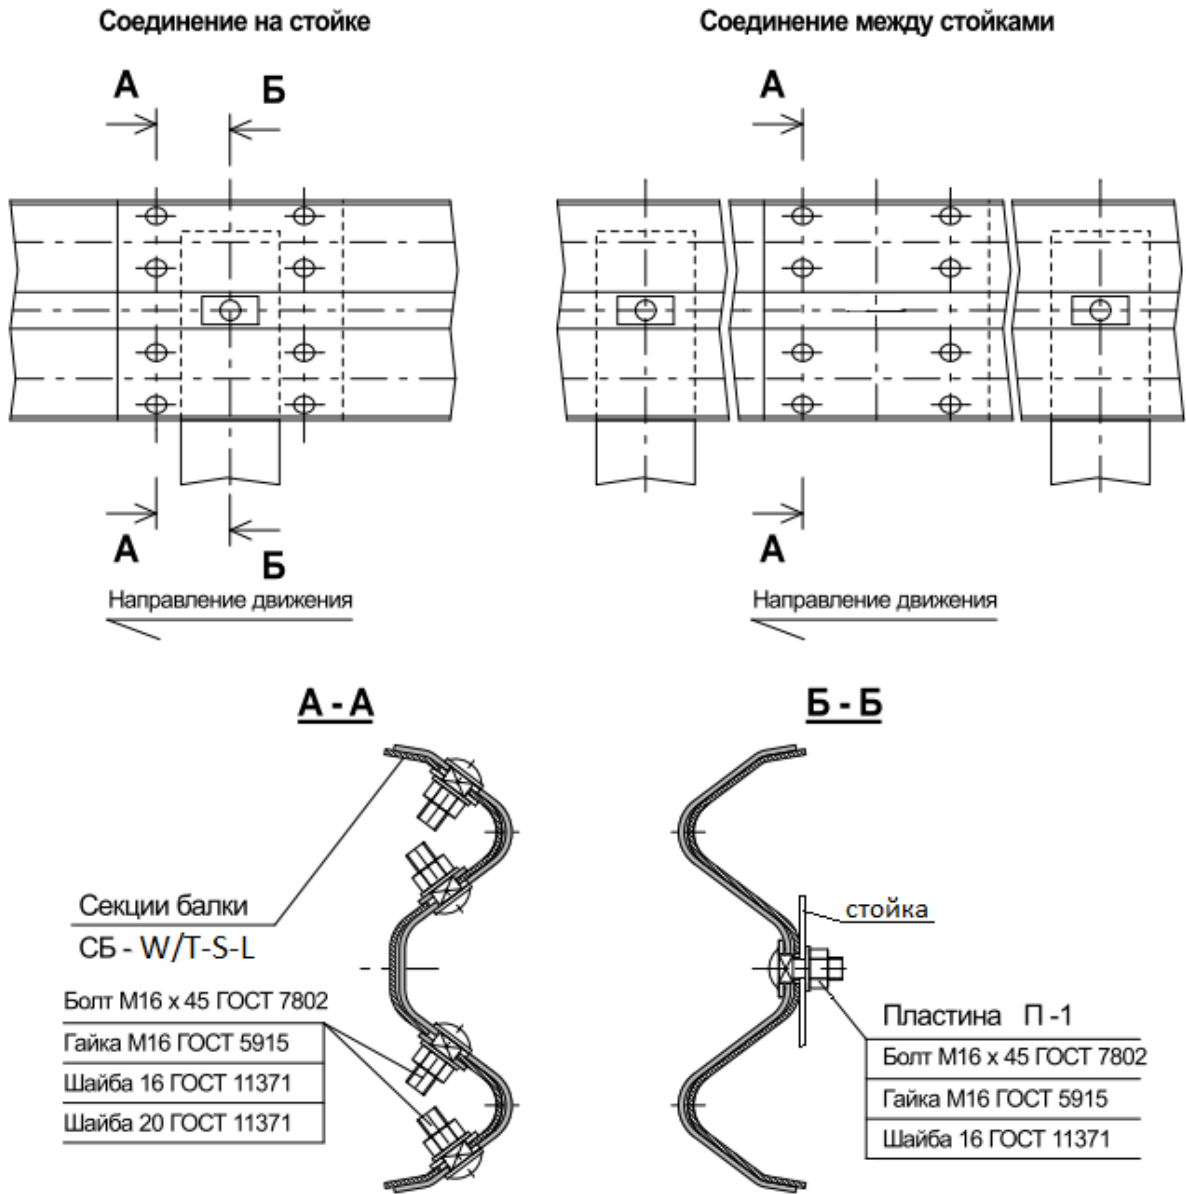 Соединение на стойке
Соединение между стойками
А
Б
А
А
Б
А
Направление движения
Направление движения
А - А
Б - Б
Секции балки
СБ - W/T-S-L
Болт М16 х 45 ГОСТ 7802
Гайка М16 ГОСТ 5915
Шайба 16 ГОСТ 11371
Шайба 20 ГОСТ 11371
стойка
Пластина П -1
Болт М16 х 45 ГОСТ 7802
Гайка М16 ГОСТ 5915
Шайба 16 ГОСТ 11371